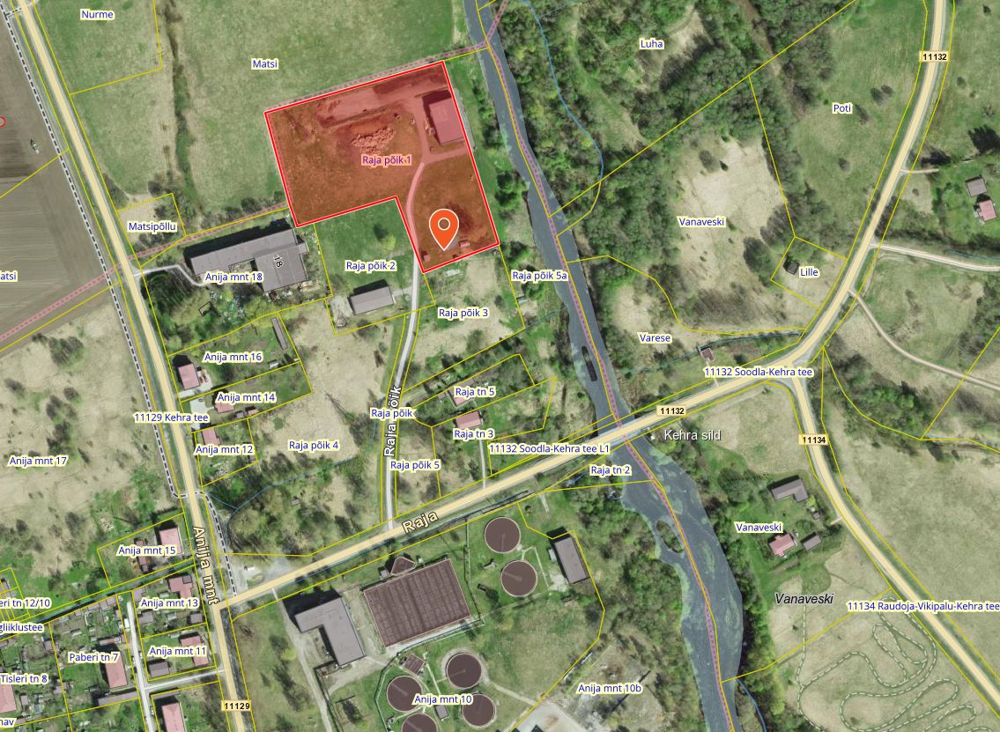 Nurme
Luha
11132
Matsi
Poti
Raja põik 1
Vanaveski
Matsipõllu
18
Raja põik 2
Lille
atsi
Anija mnt 18
Raja põik 5a
Raja põik 3
Varese
Anija mnt 16
11132 Soodla-Kehra tee
Anija mnt 14
Raja tn 5
11132
11129 Kehra tee
Raja põik
Raja põik
Raja tn 3
Kehra sild
11134
Raja põik 4
Anija mnt 12
11132 Soodla-Kehra tee L1
Anija mnt 17
Raja põik 5
Raja tn 2
Raja
Vanaveski
Anija mnt 15
Anija mnt
Vanaveski
eri tn 12/10
Anija mnt 13
11134 Raudoja-Vikipalu-Kehra tee
gliiklustee
Anija mnt 11
Paberi tn 7
Tisleri tn 8
Anija mnt 10b
Anija mnt 10
11129
nav